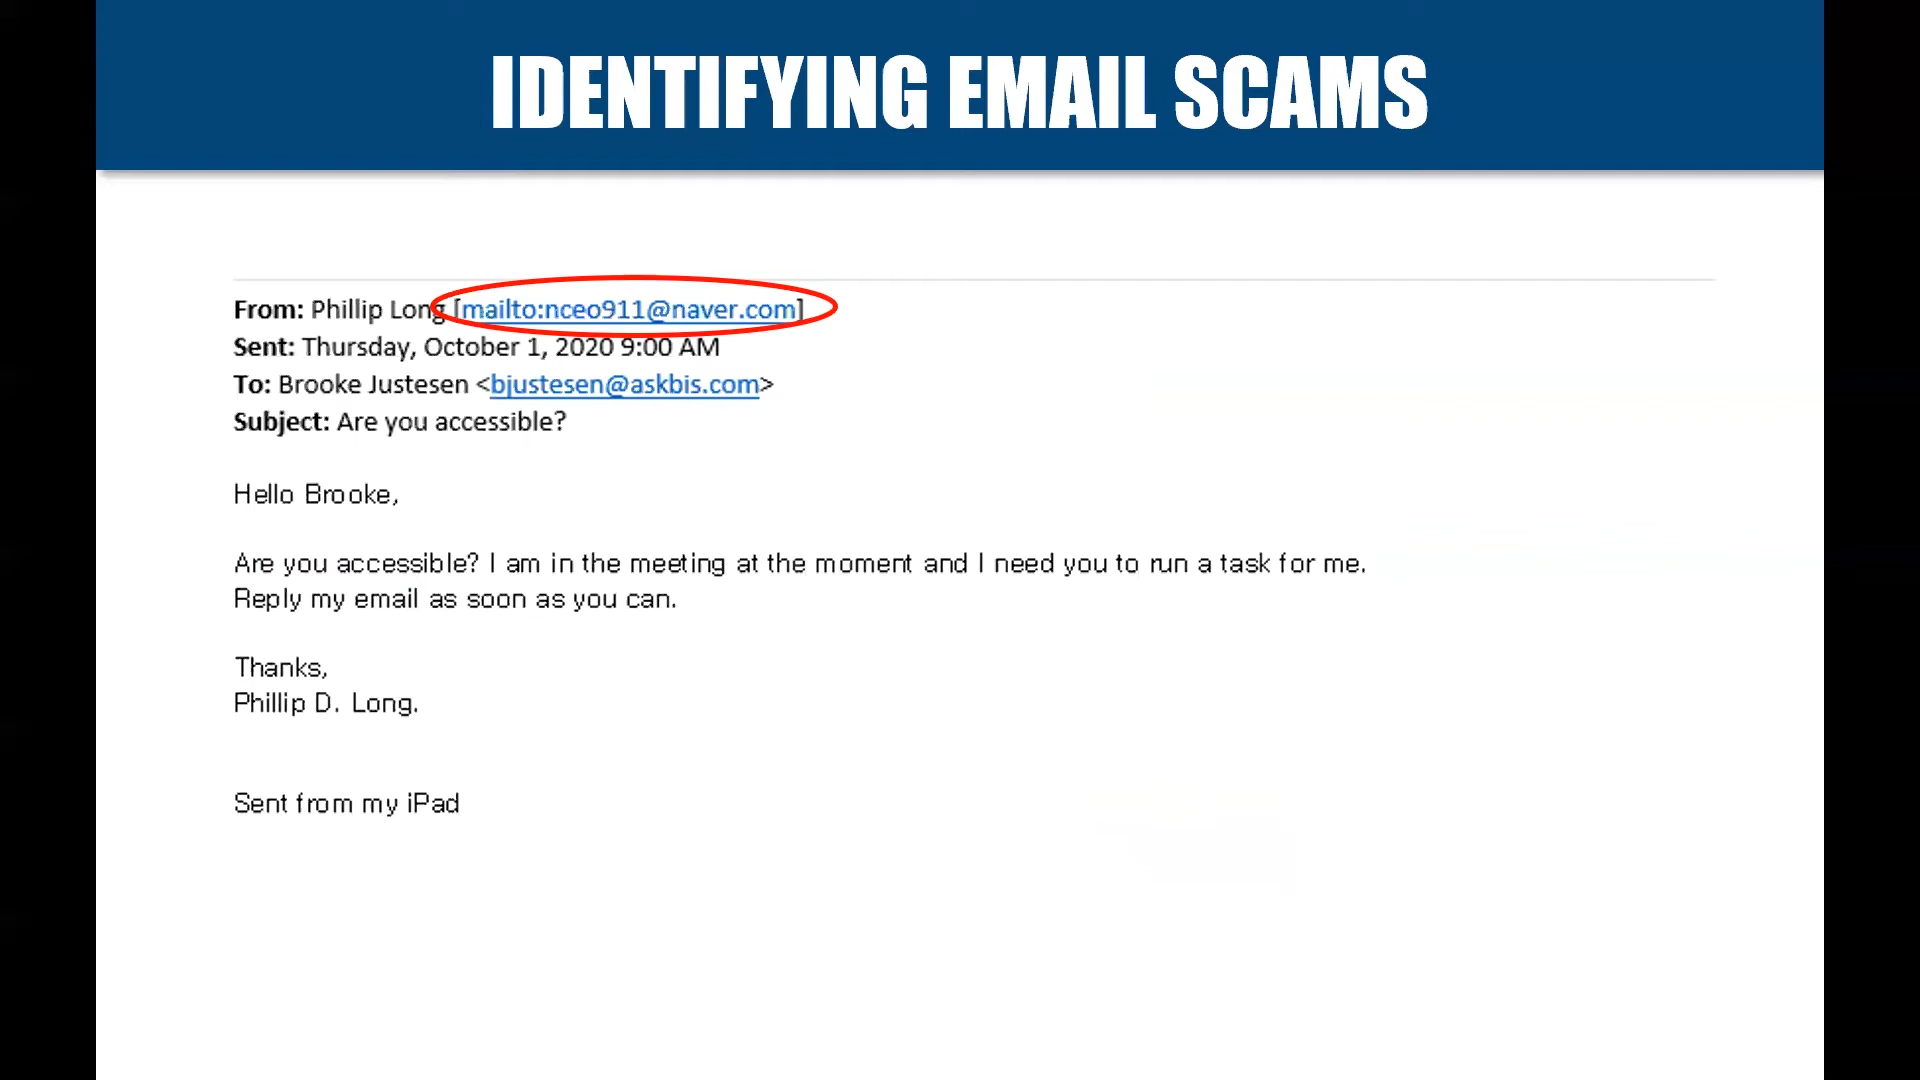 IDENTIFYING EMAIL SCAMS
From: Phillip Long [mailto:nceo911@naver.com]
Sent: Thursday, October 1, 2020 9:00 AM
To: Brooke Justesen <bjustesen@askbis.com>
Subject: Are you accessible?
Hello Brooke,
Are you accessible? I am in the meeting at the moment and I need you to run a task for me.
Reply my email as soon as you can.
Thanks,
Phillip D. Long.
Sent from my iPad